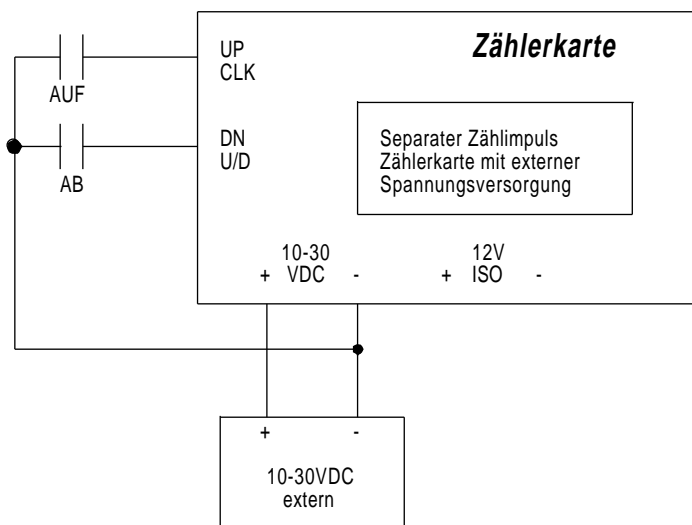 Zählerkarte
UP
CLK
AUF
DN
U/D
AB
Separater Zählimpuls
Zählerkarte mit externer
Spannungsversorgung
10-30 12V
+ VDC - + ISO -
+ -
10-30VDC
extern